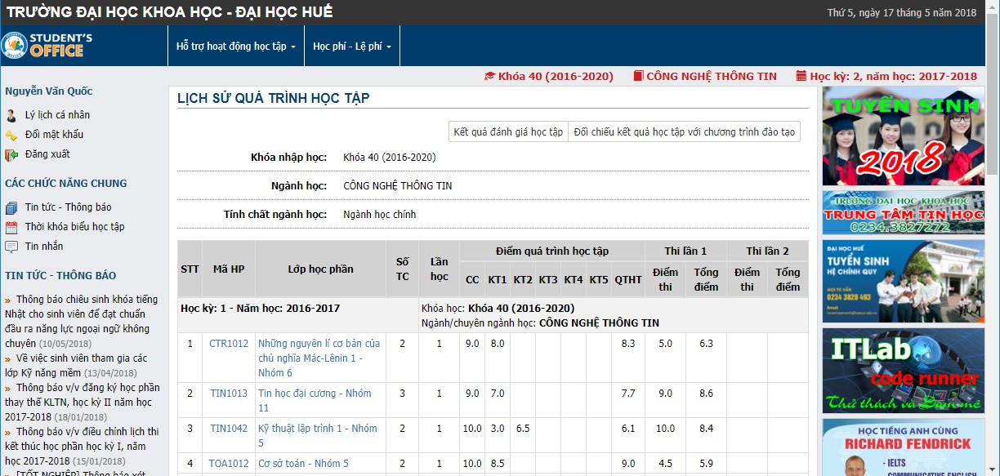 TRƯỜNG ĐẠI HỌC KHOA HỌC - ĐẠI HỌC HUẾ
Thứ 5, ngày 17 tháng 5 năm 2018
STUDENT'S
OFFICE
Hỗ trợ hoạt động học tập
Học phí - Lệ phí
Khóa 40 (2016-2020)
CÔNG NGHỆ THÔNG TIN
Học kỳ: 2, năm học: 2017-2018
Nguyễn Văn Quốc
Lý lịch cá nhân
Đổi mật khẩu
Đăng xuất
CÁC CHỨC NĂNG CHUNG
Tin tức - Thông báo
Thời khóa biểu học tập
Tin nhắn
TIN TỨC - THÔNG BÁO
» Thông báo chiêu sinh khóa tiếng
Nhật cho sinh viên để đạt chuẩn
đầu ra năng lực ngoại ngữ không
chuyên (10/05/2018)
» Về việc sinh viên tham gia các
lớp Kỹ năng mềm (13/04/2018)
» Thông báo v/v đăng ký học phần
thay thế KLTN, học kỳ II năm học
2017-2018 (18/01/2018)
» Thông báo v/v điều chỉnh lịch thi
kết thúc học phần học kỳ I, năm
học 2017-2018 (15/01/2018)
» [TỐT NGHIỆP] Thông báo xét
LỊCH SỬ QUÁ TRÌNH HỌC TẬP
Kết quả đánh giá học tập
Đối chiếu kết quả học tập với chương trình đào tạo
Khóa nhập học: Khóa 40 (2016-2020)
Ngành học: CÔNG NGHỆ THÔNG TIN
Tính chất ngành học: Ngành học chính
STT Mã HP Lớp học phần Số TC Lần học Điểm quá trình học tập Thi lần 1 Thi lần 2
CC KT1 KT2 KT3 KT4 KT5 QTHT Điểm thi Tổng điểm Điểm thi Tổng điểm
Học kỳ: 1 - Năm học: 2016-2017
Khóa học: Khóa 40 (2016-2020)
Ngành/chuyên ngành học: CÔNG NGHỆ THÔNG TIN
1 CTR1012 Những nguyên lí cơ bản của 2 1 9.0 8.0 8.3 5.0 6.3
chủ nghĩa Mác-Lênin 1 -
Nhóm 6
2 TIN1013 Tin học đại cương - Nhóm 3 1 9.0 7.0 7.7 9.0 8.6
11
3 TIN1042 Kỹ thuật lập trình 1 - Nhóm 2 1 10.0 3.0 6.5 6.1 10.0 8.4
5
4 TOA1012 Cơ sở toán - Nhóm 5 2 1 10.0 8.5 9.0 4.5 5.9
TUYỂN SINH
2018
TRƯỜNG ĐẠI HỌC KHOA HỌC
TRUNG TÂM TIN HỌC
0234.3827272
ĐẠI HỌC HUẾ
TUYỂN SINH
HỆ CHÍNH QUY
GỌI TƯ VẤN
0234 3828 493
Email
ITLab
code runner
Thử thách và Đam mê
HỌC TIẾNG ANH CÙNG
RICHARD FENDRICK
- IELTS
- COMMUNICATIVE ENGLISH